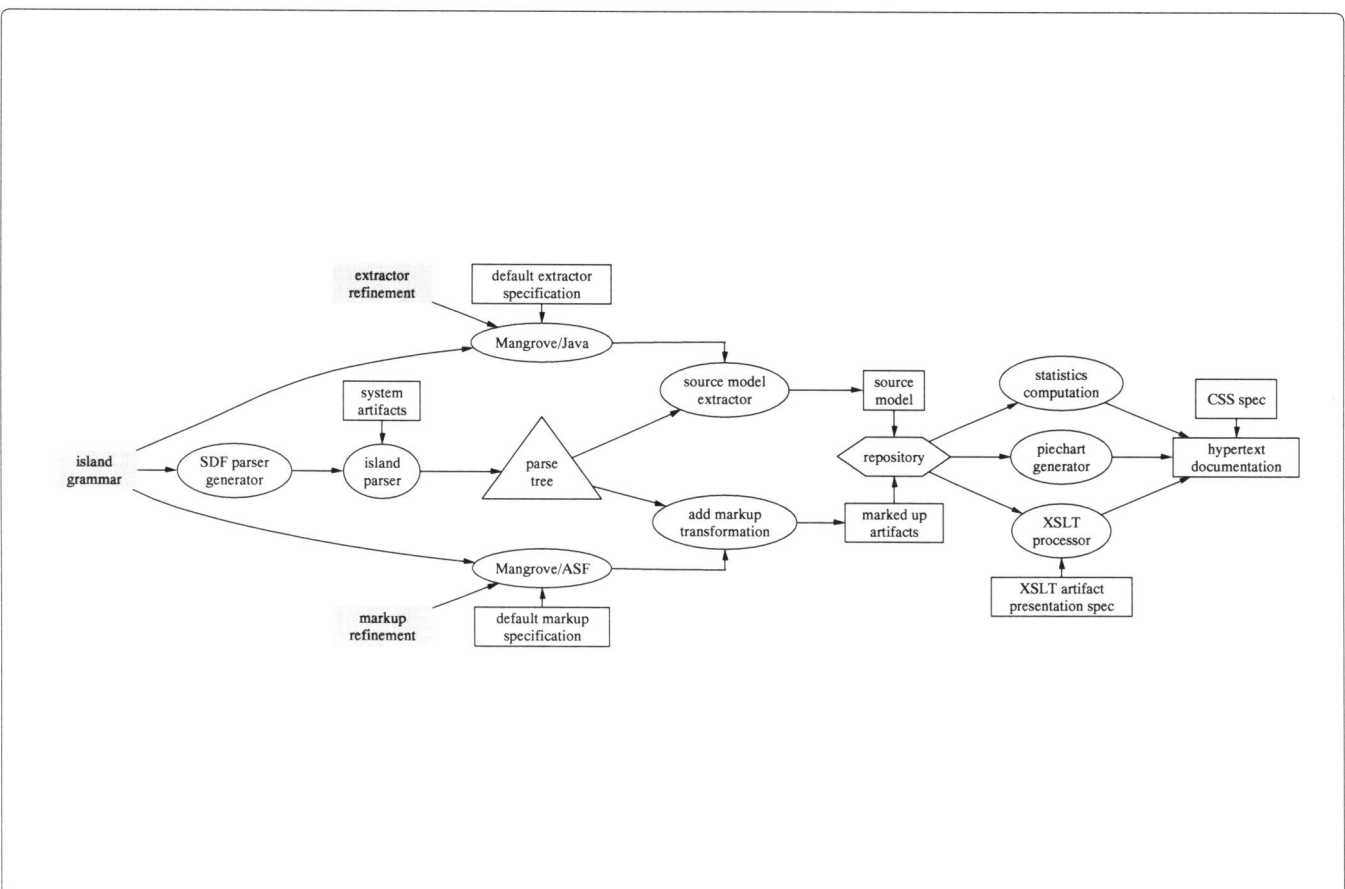 extractor
refinement
default extractor
specification
Mangrove/Java
system
artifacts
source model
extractor
source
model
statistics
computation
CSS spec
island
grammar
SDF parser
generator
island
parser
parse
tree
repository
piechart
generator
hypertext
documentation
add markup
transformation
marked up
artifacts
XSLT
processor
Mangrove/ASF
XSLT artifact
presentation spec
markup
refinement
default markup
specification